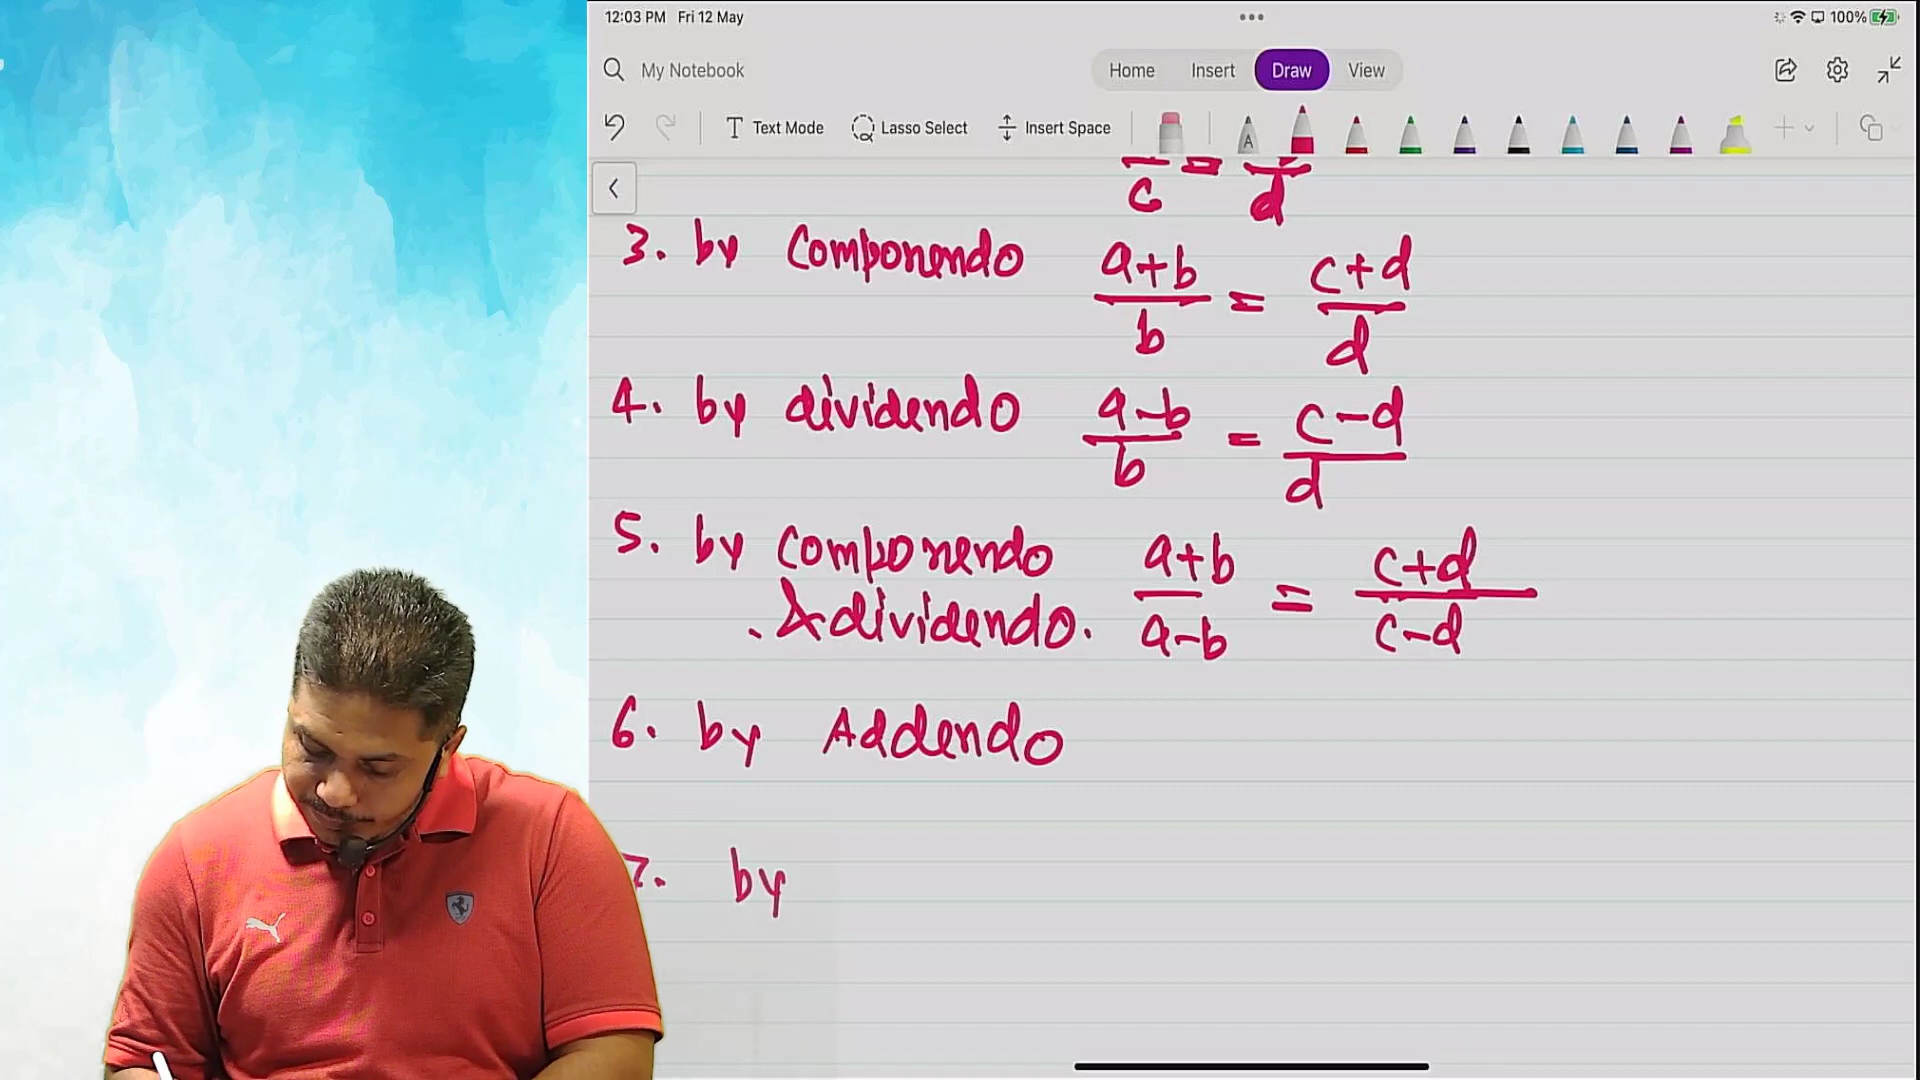 12:03 PM Fri 12 May
100%
My Notebook
Home Insert Draw View
Text Mode Lasso Select Insert Space
A
c = d
3. by Componendo a+b/b = c+d/d
4. by dividendo a-b/b = c-d/d
5. by Componendo & dividendo. a+b/a-b = c+d/c-d
6. by Addendo
7. by